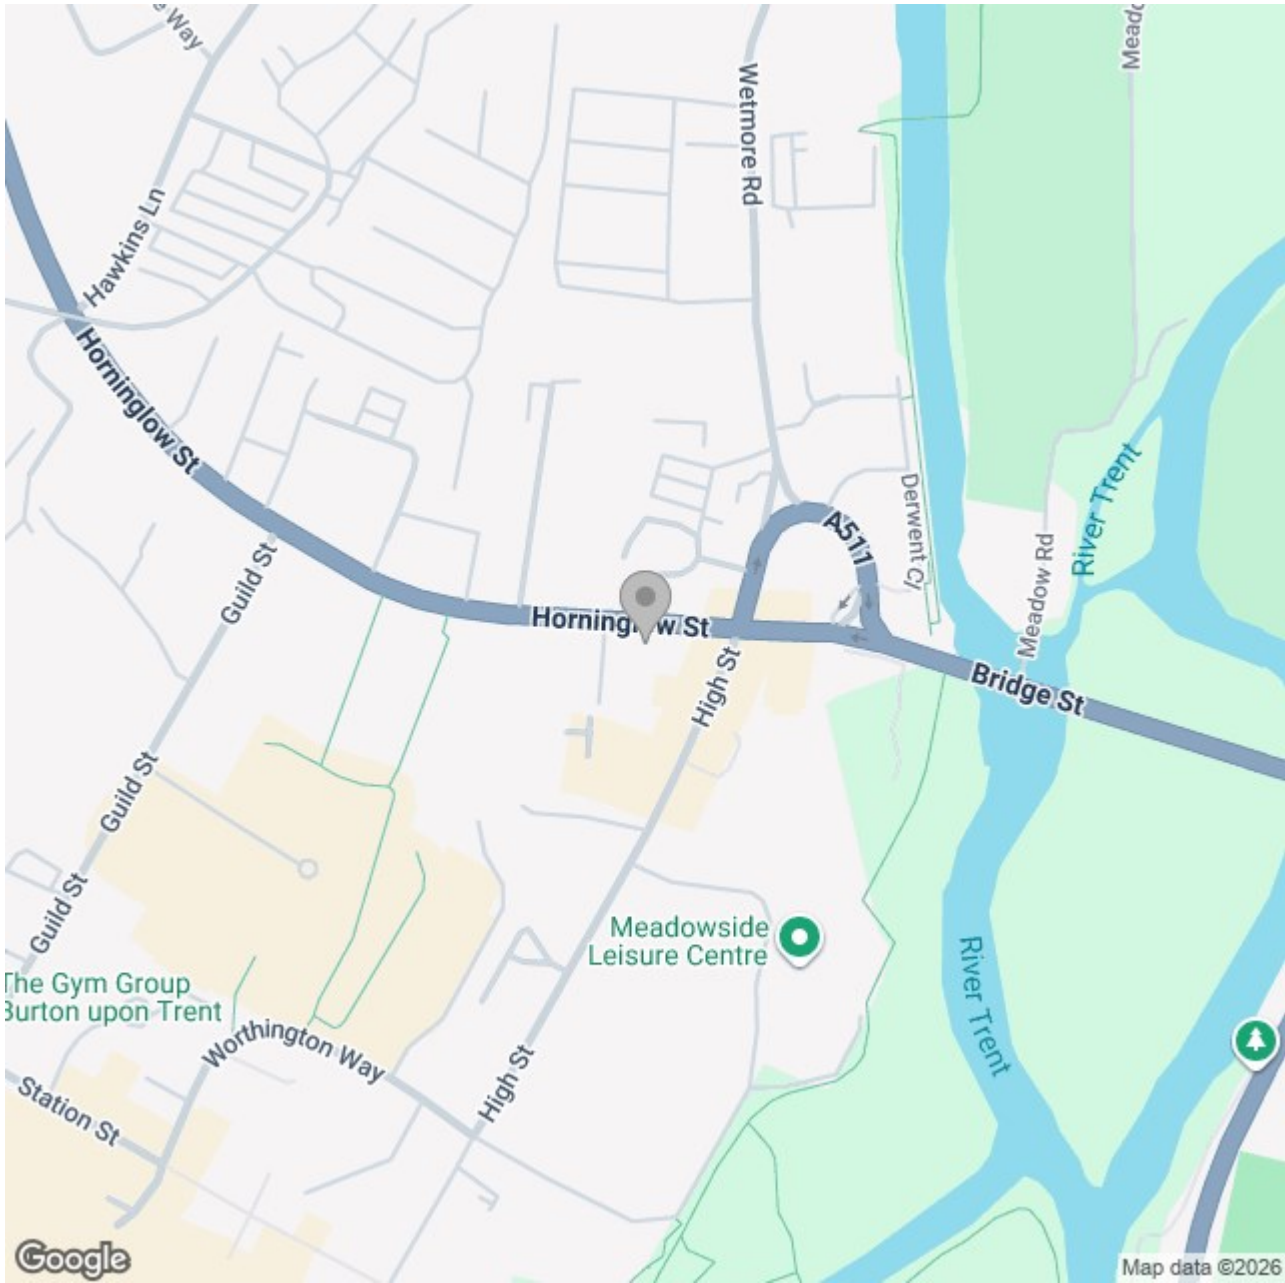 Way
Meado
Wetmore Rd
Hawkins Ln
Horninglow St
River Trent
Derwent Cl
A511
Meadow Rd
Guild St
Horninglow St
High St
Bridge St
Guild St
Guild St
Meadowside
Leisure Centre
River Trent
The Gym Group
Burton upon Trent
Worthington Way
High St
Station St
Google
Map data ©2026